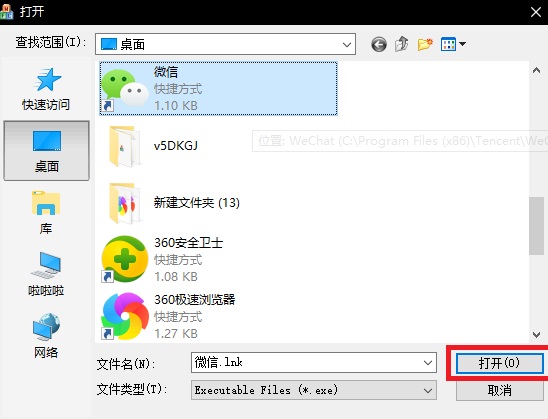 打开
查找范围(I):
桌面
微信
快捷方式
1.10 KB
快速访问
v5DKGJ
位置: WeChat (C:\Program Files (x86)\Tencent\WeC
桌面
新建文件夹 (13)
库
360安全卫士
快捷方式
1.08 KB
啦啦啦
360极速浏览器
快捷方式
1.27 KB
网络
文件名(N):
微信.lnk
打开(O)
文件类型(T):
Executable Files (*.exe)
取消